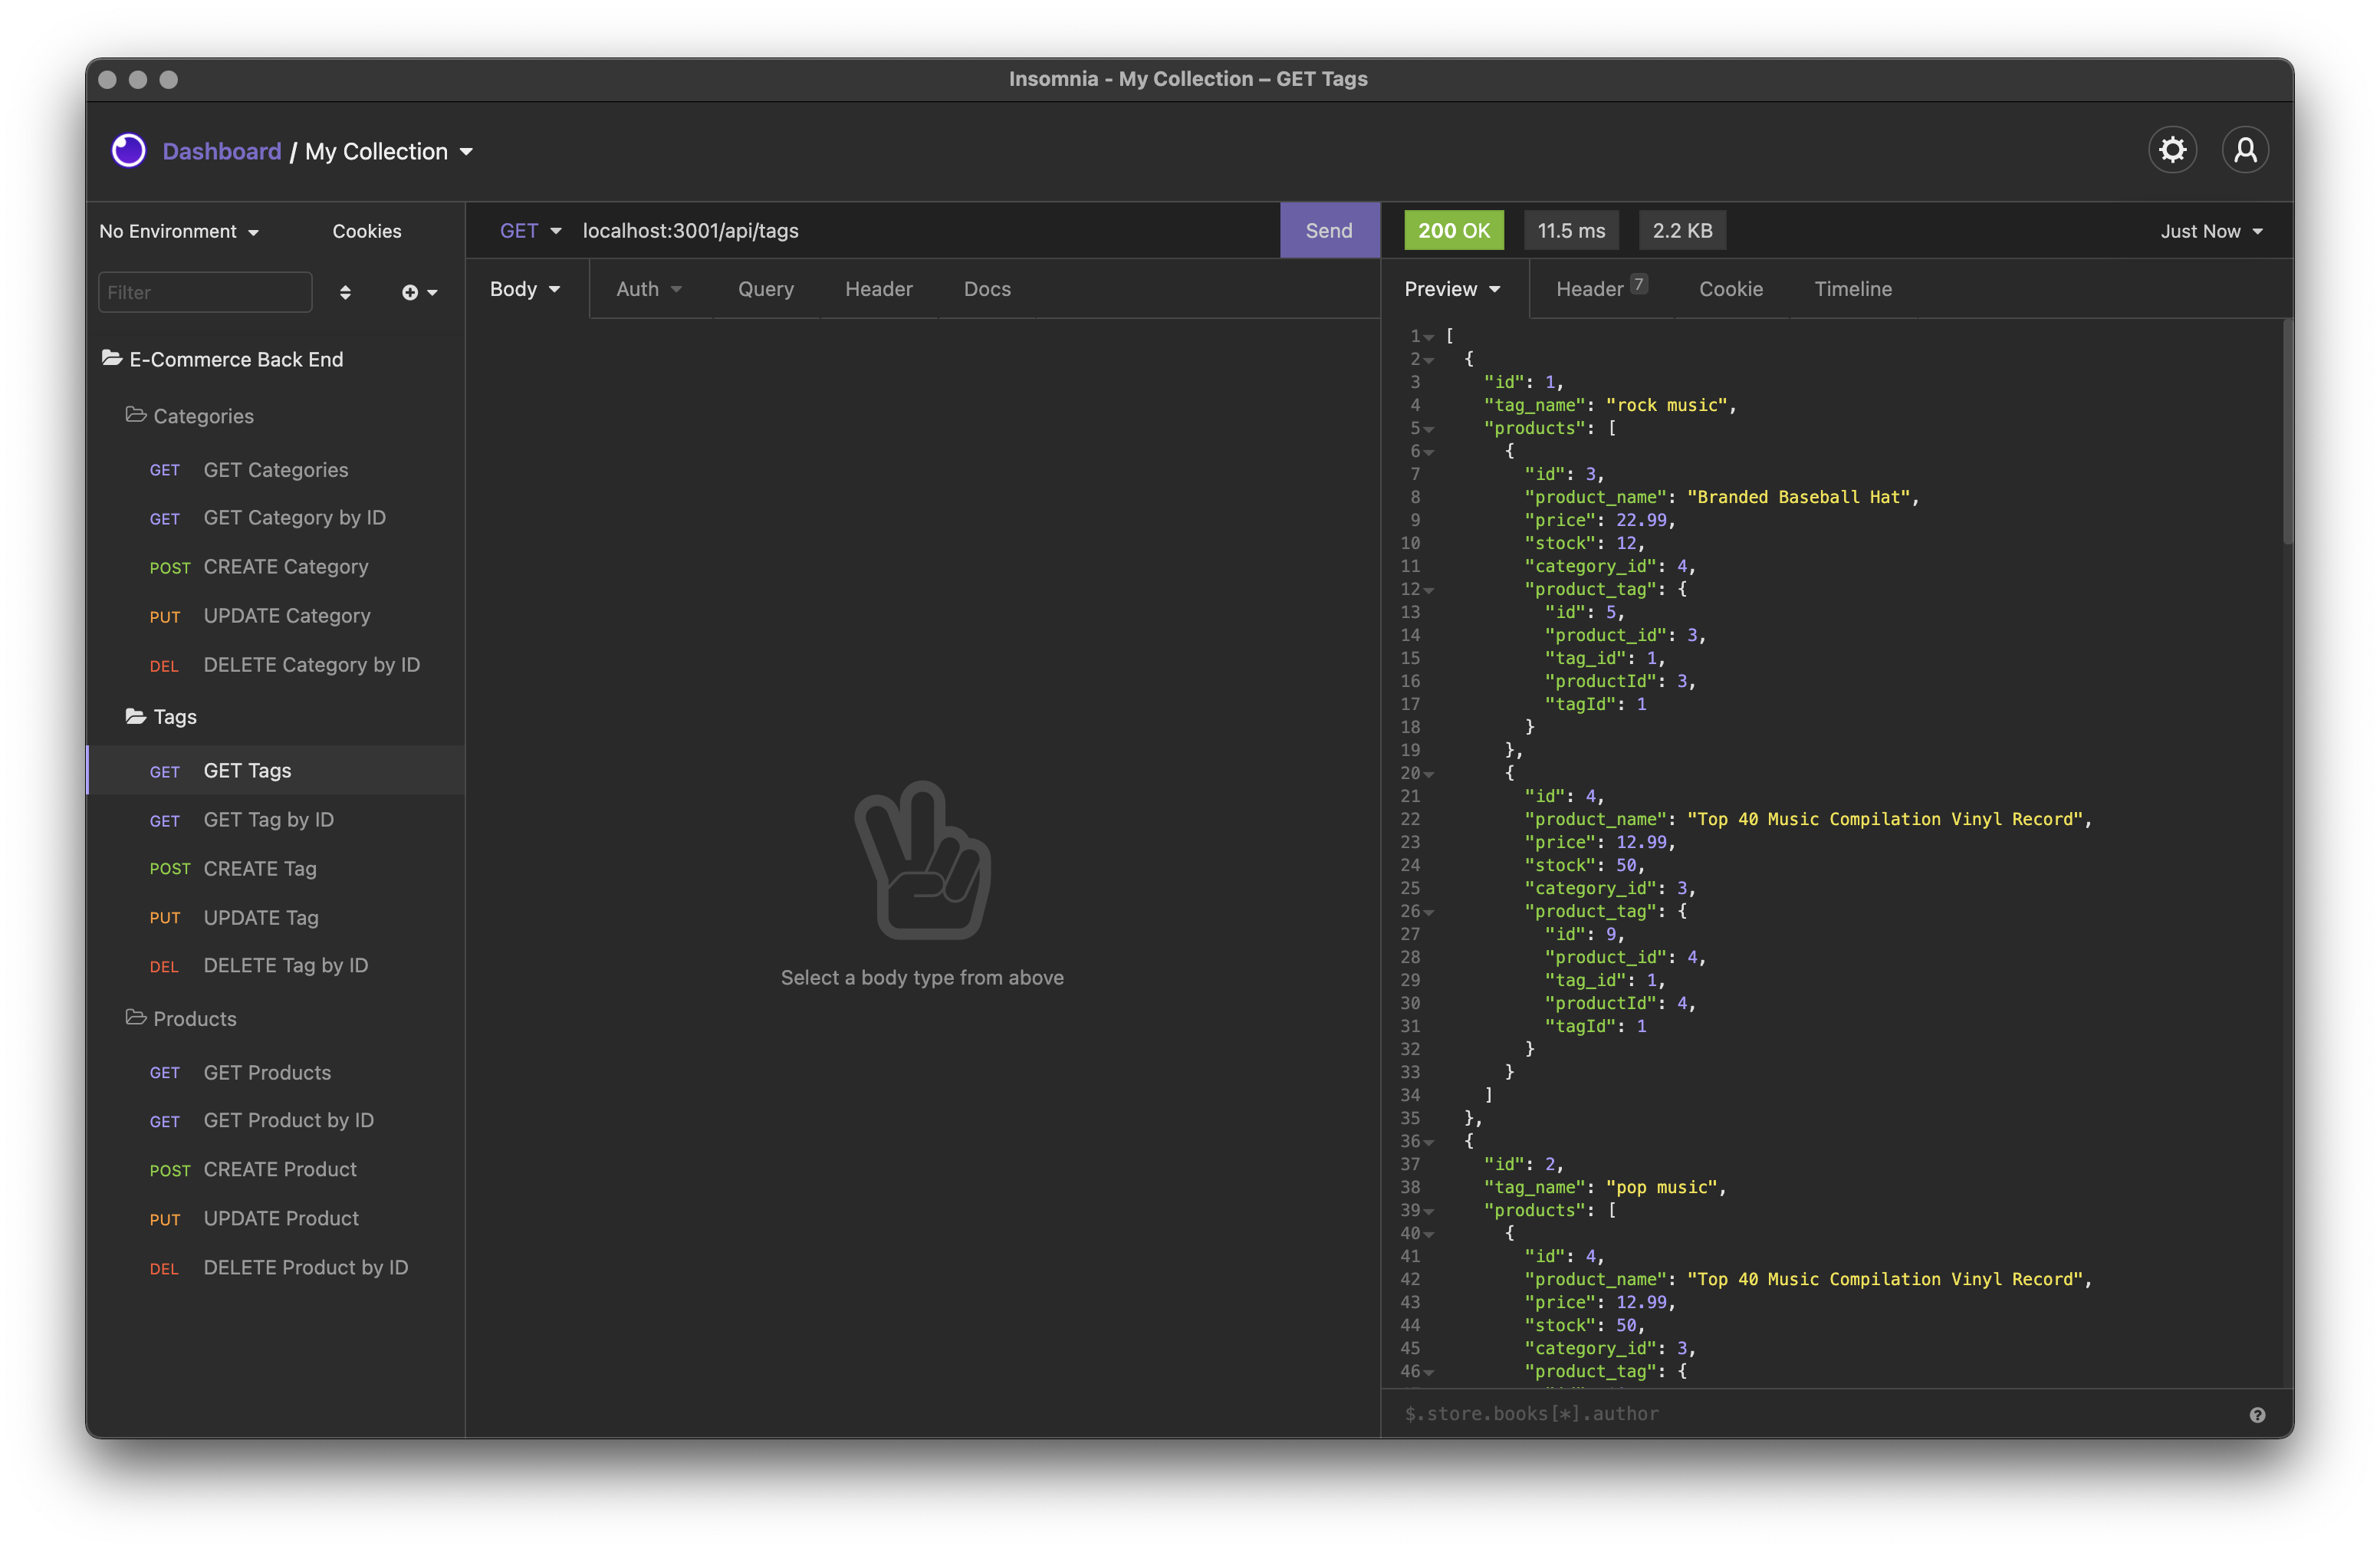 Insomnia - My Collection – GET Tags
Dashboard / My Collection
No Environment
Cookies
Filter
E-Commerce Back End
Categories
GET GET Categories
GET GET Category by ID
POST CREATE Category
PUT UPDATE Category
DEL DELETE Category by ID
Tags
GET GET Tags
GET GET Tag by ID
POST CREATE Tag
PUT UPDATE Tag
DEL DELETE Tag by ID
Products
GET GET Products
GET GET Product by ID
POST CREATE Product
PUT UPDATE Product
DEL DELETE Product by ID
GET localhost:3001/api/tags Send
Body Auth Query Header Docs
Select a body type from above
200 OK 11.5 ms 2.2 KB Just Now
Preview Header 7 Cookie Timeline
1 [
2 {
3 "id": 1,
4 "tag_name": "rock music",
5 "products": [
6 {
7 "id": 3,
8 "product_name": "Branded Baseball Hat",
9 "price": 22.99,
10 "stock": 12,
11 "category_id": 4,
12 "product_tag": {
13 "id": 5,
14 "product_id": 3,
15 "tag_id": 1,
16 "productId": 3,
17 "tagId": 1
18 }
19 },
20 {
21 "id": 4,
22 "product_name": "Top 40 Music Compilation Vinyl Record",
23 "price": 12.99,
24 "stock": 50,
25 "category_id": 3,
26 "product_tag": {
27 "id": 9,
28 "product_id": 4,
29 "tag_id": 1,
30 "productId": 4,
31 "tagId": 1
32 }
33 }
34 ]
35 },
36 {
37 "id": 2,
38 "tag_name": "pop music",
39 "products": [
40 {
41 "id": 4,
42 "product_name": "Top 40 Music Compilation Vinyl Record",
43 "price": 12.99,
44 "stock": 50,
45 "category_id": 3,
46 "product_tag": {
$.store.books[*].author